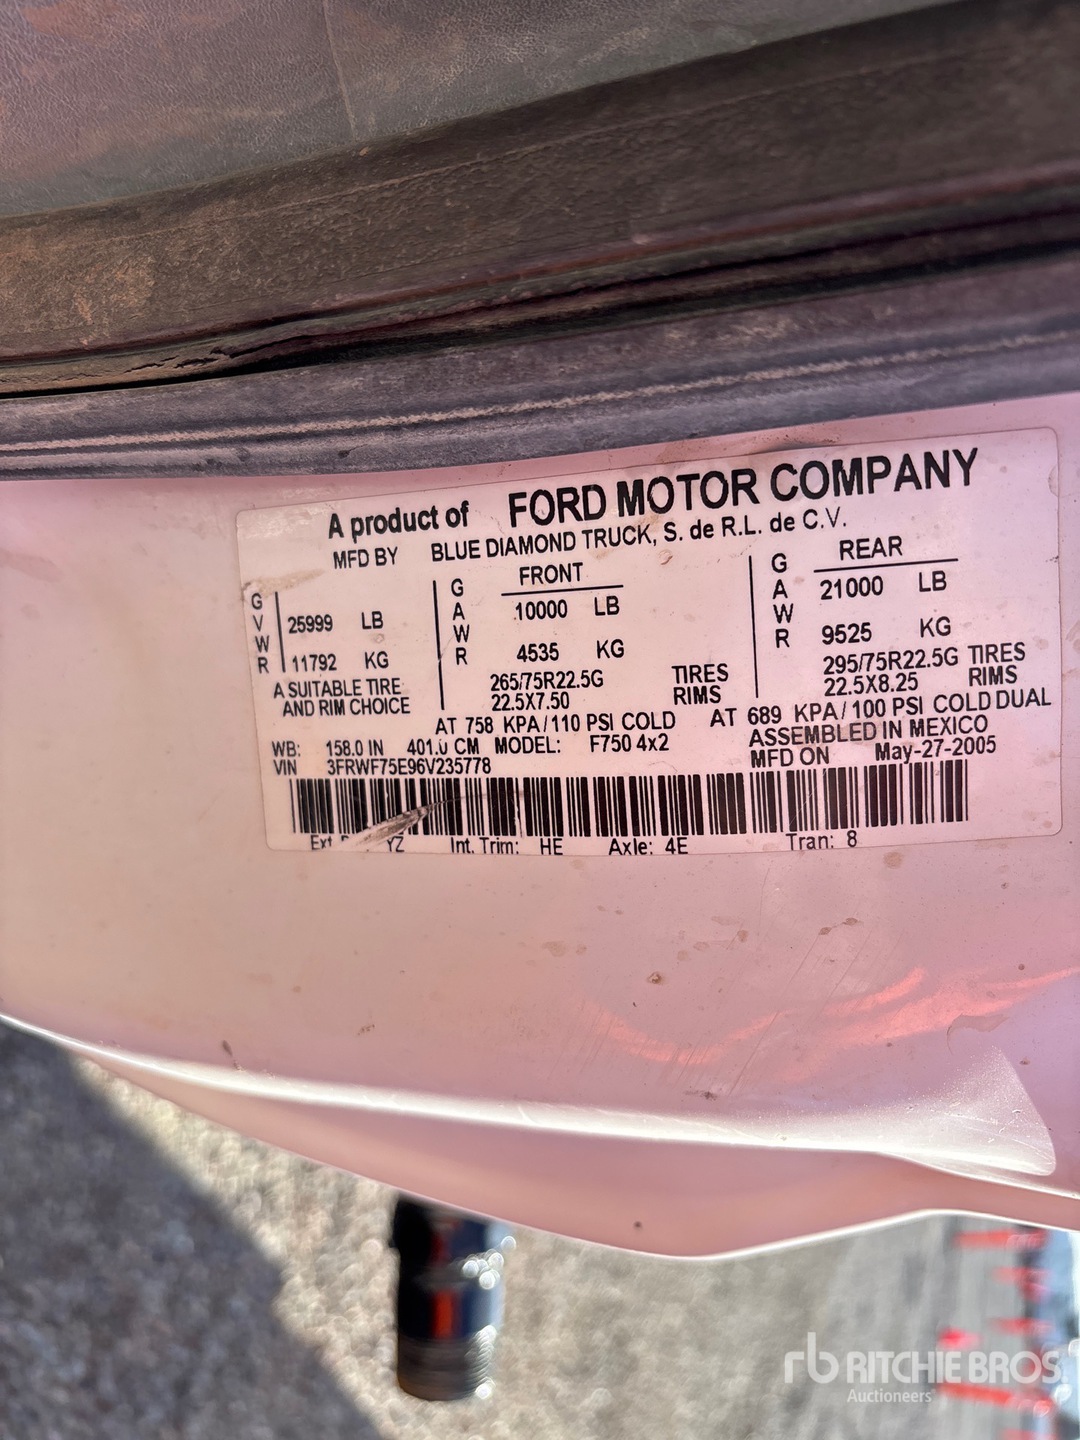 A product of FORD MOTOR COMPANY
MFD BY BLUE DIAMOND TRUCK, S. de R.L. de C.V.
GVWR 25999 LB
11792 KG
A SUITABLE TIRE
AND RIM CHOICE
GAWR FRONT
10000 LB
4535 KG
265/75R22.5G TIRES
22.5X7.50 RIMS
AT 758 KPA/110 PSI COLD
GAWR REAR
21000 LB
9525 KG
295/75R22.5G TIRES
22.5X8.25 RIMS
AT 689 KPA/100 PSI COLD DUAL
WB: 158.0 IN 401.0 CM MODEL: F750 4x2
ASSEMBLED IN MEXICO
VIN 3FRWF75E96V235778
MFD ON May-27-2005
Ext YZ Int. Trim: HE Axle: 4E Tran: 8
rb RITCHIE BROS.
Auctioneers